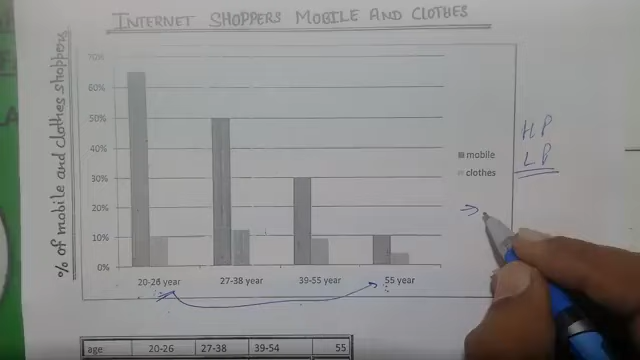 INTERNET SHOPPERS MOBILE AND CLOTHES
% of mobile and clothes shoppers
70%
60%
50%
40%
30%
20%
10%
0%
20-26 year
27-38 year
39-55 year
55 year
mobile
clothes
HP
LP
age 20-26 27-38 39-54 55